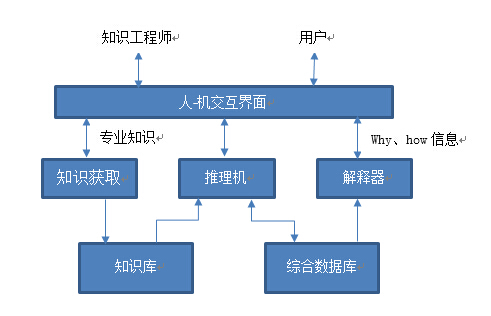 知识工程师
用户
人-机交互界面
专业知识
Why、how 信息
知识获取
推理机
解释器
知识库
综合数据库